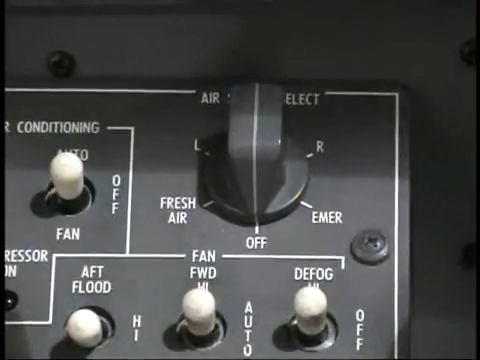 AIR S ELECT
R CONDITIONING
AUTO
OFF
FAN
L
R
FRESH
AIR
EMER
OFF
FAN
RESSOR
ON
AFT
FLOOD
FWD
HI
DEFOG
HI
HI
AUTO
OFF